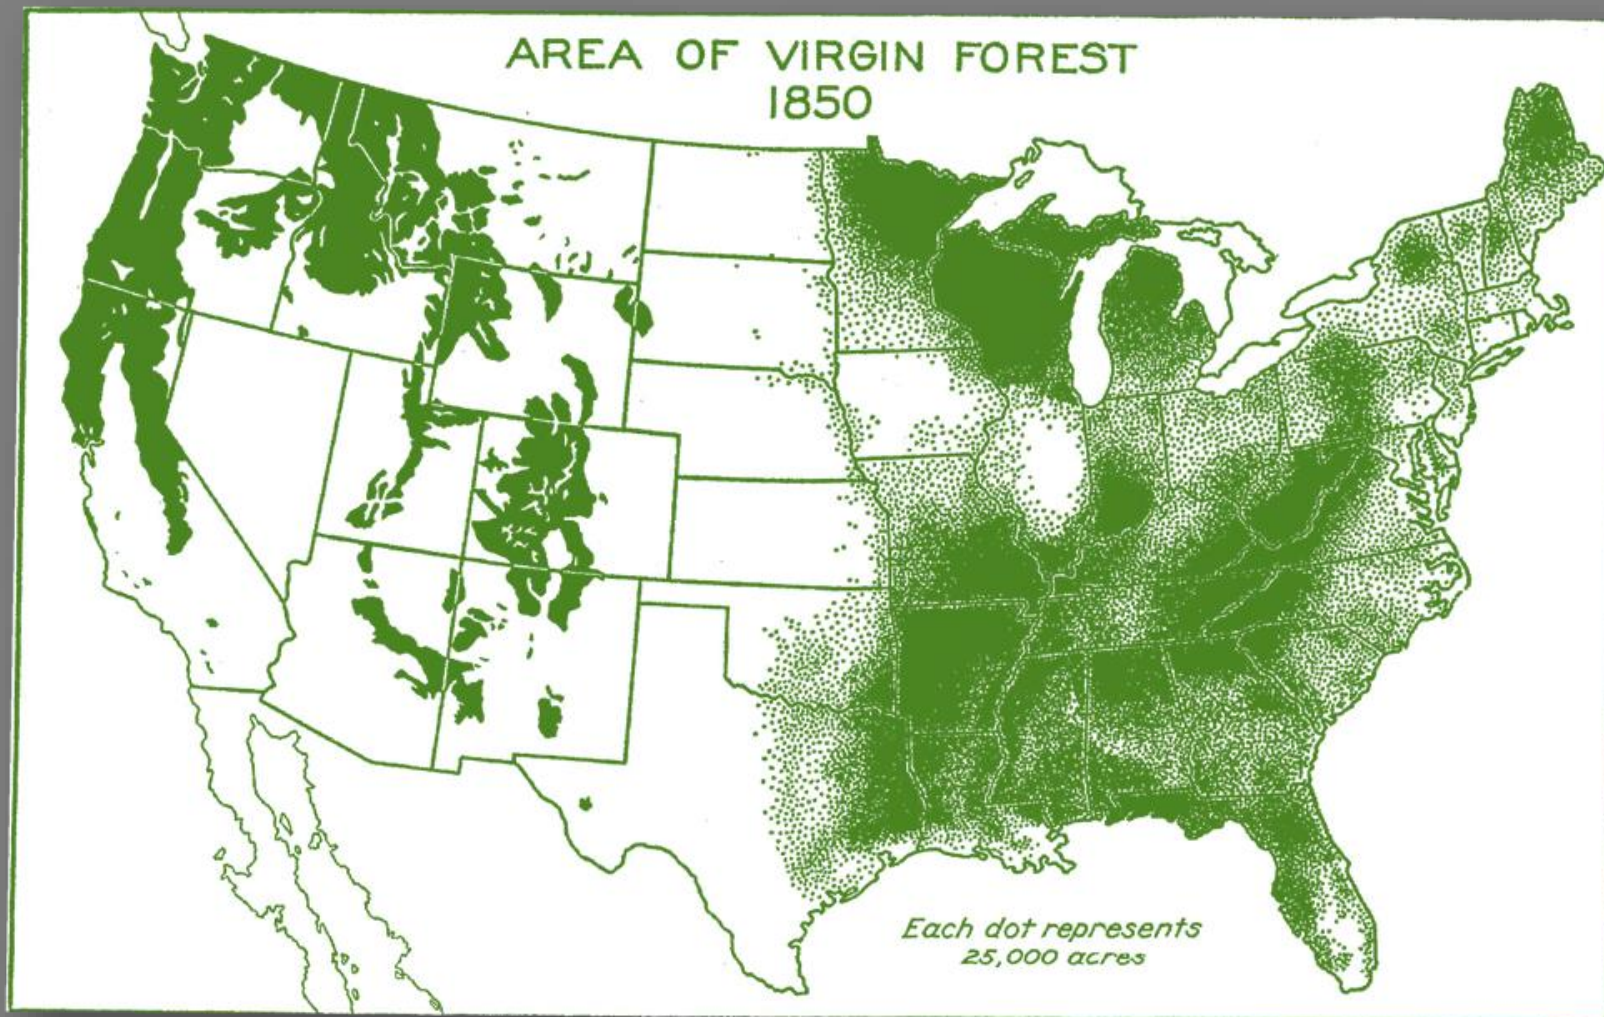 AREA OF VIRGIN FOREST
1850
Each dot represents
25,000 acres